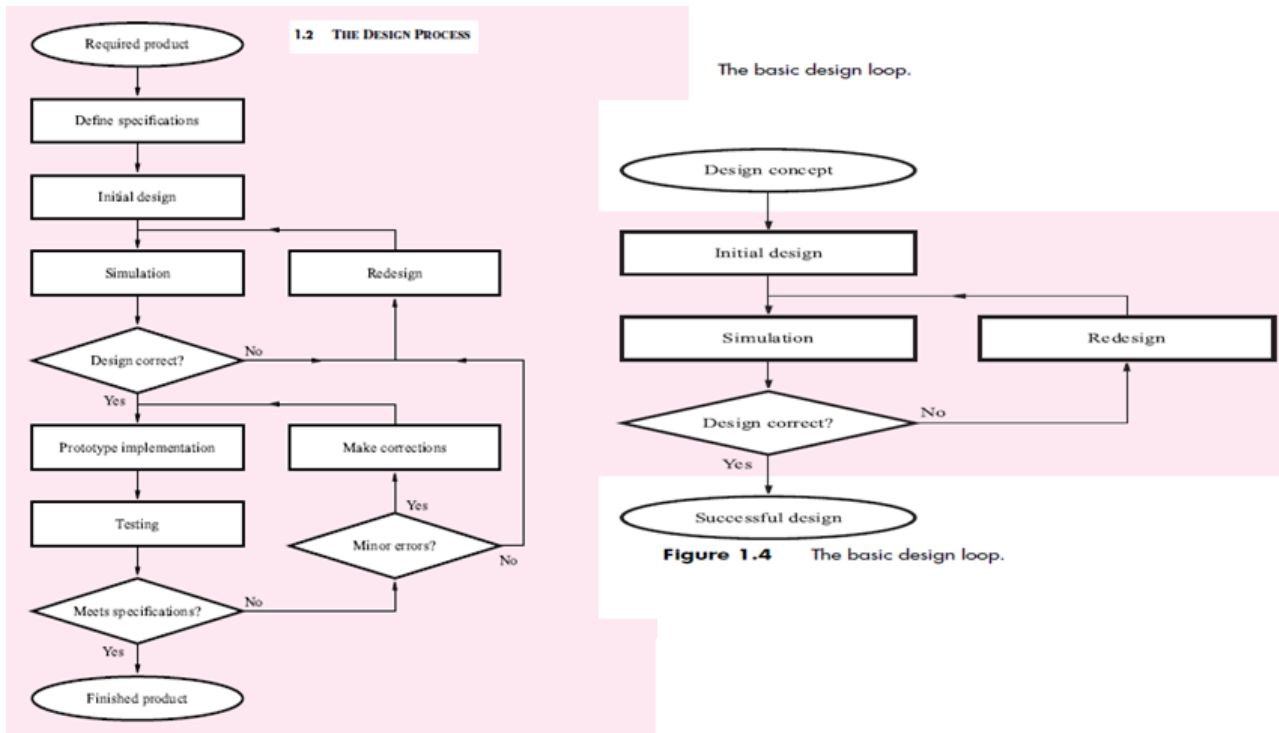 1.2 THE DESIGN PROCESS
Required product
Define specifications
Initial design
Simulation
Redesign
Design correct?
No
Yes
Prototype implementation
Make corrections
Yes
Testing
Minor errors?
No
Meets specifications?
No
Yes
Finished product
The basic design loop.
Design concept
Initial design
Simulation
Redesign
Design correct?
No
Yes
Successful design
Figure 1.4 The basic design loop.